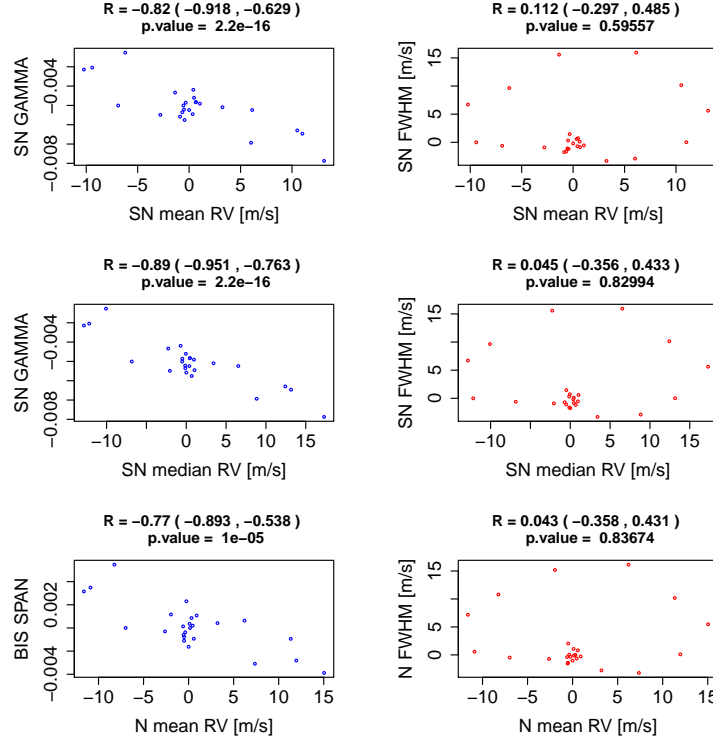 R = −0.82 ( −0.918 , −0.629 )
p.value = 2.2e−16
SN GAMMA
−0.004
−0.008
−10
−5
0
5
10
SN mean RV [m/s]
R = 0.112 ( −0.297 , 0.485 )
p.value = 0.59557
SN FWHM [m/s]
15
5
0
−10
−5
0
5
10
SN mean RV [m/s]
R = −0.89 ( −0.951 , −0.763 )
p.value = 2.2e−16
SN GAMMA
−0.004
−0.008
−10
−5
0
5
10
15
SN median RV [m/s]
R = 0.045 ( −0.356 , 0.433 )
p.value = 0.82994
SN FWHM [m/s]
15
5
0
−10
−5
0
5
10
15
SN median RV [m/s]
R = −0.77 ( −0.893 , −0.538 )
p.value = 1e−05
BIS SPAN
0.002
−0.004
−10
−5
0
5
10
15
N mean RV [m/s]
R = 0.043 ( −0.358 , 0.431 )
p.value = 0.83674
N FWHM [m/s]
15
5
0
−10
−5
0
5
10
15
N mean RV [m/s]